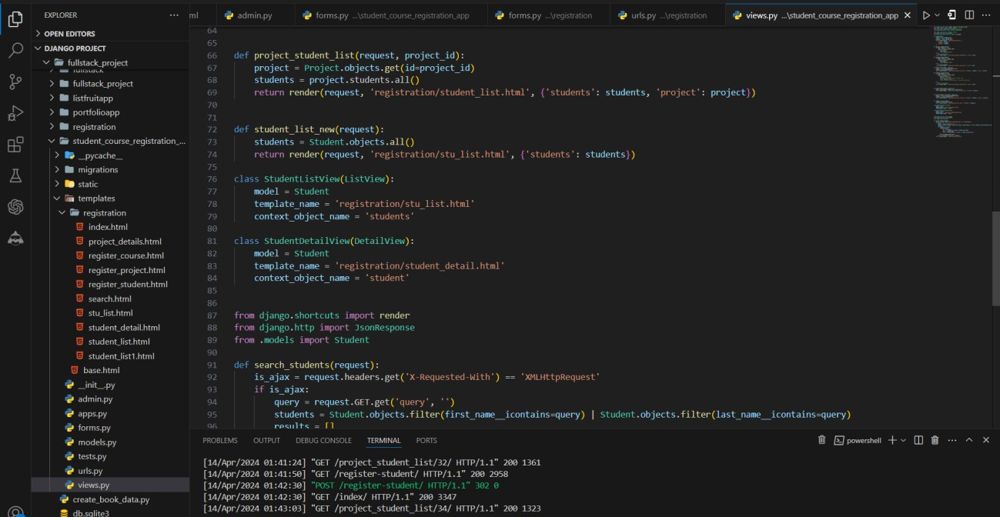 EXPLORER
···
OPEN EDITORS
DJANGO PROJECT
fullstack_project
fullstack
fullstack_project
listfruitapp
portfolioapp
registration
student_course_registration_...
__pycache__
migrations
static
templates
registration
index.html
project_details.html
register_course.html
register_project.html
register_student.html
search.html
stu_list.html
student_detail.html
student_list.html
student_list1.html
base.html
__init__.py
admin.py
apps.py
forms.py
models.py
tests.py
urls.py
views.py
create_book_data.py
db.sqlite3
ml admin.py forms.py ...\student_course_registration_app forms.py ...\registration urls.py ...\registration views.py ...\student_course_registration_app
64
65
66 def project_student_list(request, project_id):
67     project = Project.objects.get(id=project_id)
68     students = project.students.all()
69     return render(request, 'registration/student_list.html', {'students': students, 'project': project})
70
71
72 def student_list_new(request):
73     students = Student.objects.all()
74     return render(request, 'registration/stu_list.html', {'students': students})
75
76 class StudentListView(ListView):
77     model = Student
78     template_name = 'registration/stu_list.html'
79     context_object_name = 'students'
80
81 class StudentDetailView(DetailView):
82     model = Student
83     template_name = 'registration/student_detail.html'
84     context_object_name = 'student'
85
86
87 from django.shortcuts import render
88 from django.http import JsonResponse
89 from .models import Student
90
91 def search_students(request):
92     is_ajax = request.headers.get('X-Requested-With') == 'XMLHttpRequest'
93     if is_ajax:
94         query = request.GET.get('query', '')
95         students = Student.objects.filter(first_name__icontains=query) | Student.objects.filter(last_name__icontains=query)
96         results = []
PROBLEMS OUTPUT DEBUG CONSOLE TERMINAL PORTS powershell
[14/Apr/2024 01:41:24] "GET /project_student_list/32/ HTTP/1.1" 200 1361
[14/Apr/2024 01:41:50] "GET /register-student/ HTTP/1.1" 200 2958
[14/Apr/2024 01:42:30] "POST /register-student/ HTTP/1.1" 302 0
[14/Apr/2024 01:42:30] "GET /index/ HTTP/1.1" 200 3347
[14/Apr/2024 01:43:03] "GET /project_student_list/34/ HTTP/1.1" 200 1323